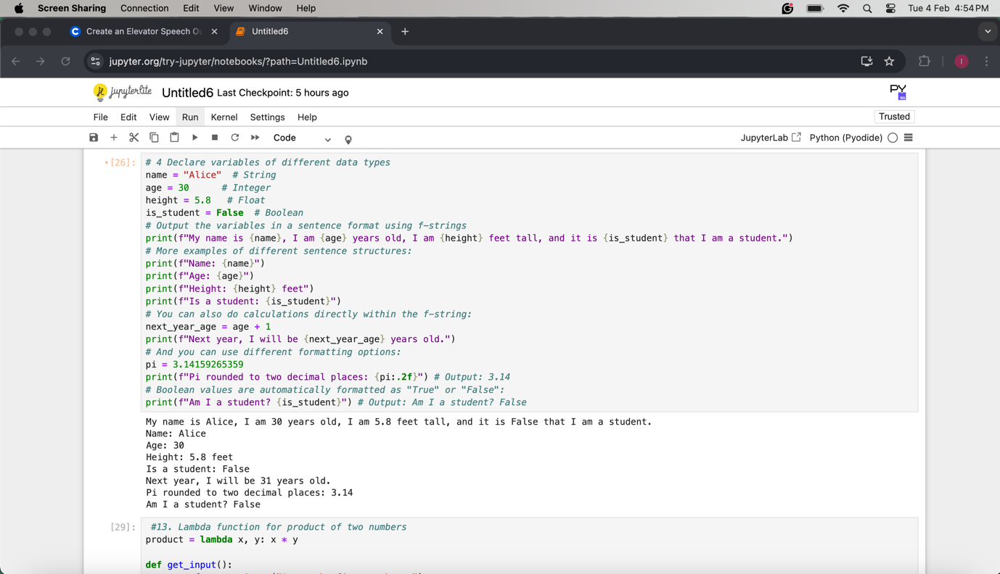 Screen Sharing Connection Edit View Window Help Tue 4 Feb 4:54 PM
Create an Elevator Speech Untitled6
jupyter.org/try-jupyter/notebooks/?path=Untitled6.ipynb
jupyterlite Untitled6 Last Checkpoint: 5 hours ago PY
File Edit View Run Kernel Settings Help Trusted
Code JupyterLab Python (Pyodide)
[26]: # 4 Declare variables of different data types
name = "Alice"  # String
age = 30      # Integer
height = 5.8   # Float
is_student = False  # Boolean
# Output the variables in a sentence format using f-strings
print(f"My name is {name}, I am {age} years old, I am {height} feet tall, and it is {is_student} that I am a student.")
# More examples of different sentence structures:
print(f"Name: {name}")
print(f"Age: {age}")
print(f"Height: {height} feet")
print(f"Is a student: {is_student}")
# You can also do calculations directly within the f-string:
next_year_age = age + 1
print(f"Next year, I will be {next_year_age} years old.")
# And you can use different formatting options:
pi = 3.14159265359
print(f"Pi rounded to two decimal places: {pi:.2f}") # Output: 3.14
# Boolean values are automatically formatted as "True" or "False":
print(f"Am I a student? {is_student}") # Output: Am I a student? False
My name is Alice, I am 30 years old, I am 5.8 feet tall, and it is False that I am a student.
Name: Alice
Age: 30
Height: 5.8 feet
Is a student: False
Next year, I will be 31 years old.
Pi rounded to two decimal places: 3.14
Am I a student? False
[29]: #13. Lambda function for product of two numbers
product = lambda x, y: x * y
def get_input():